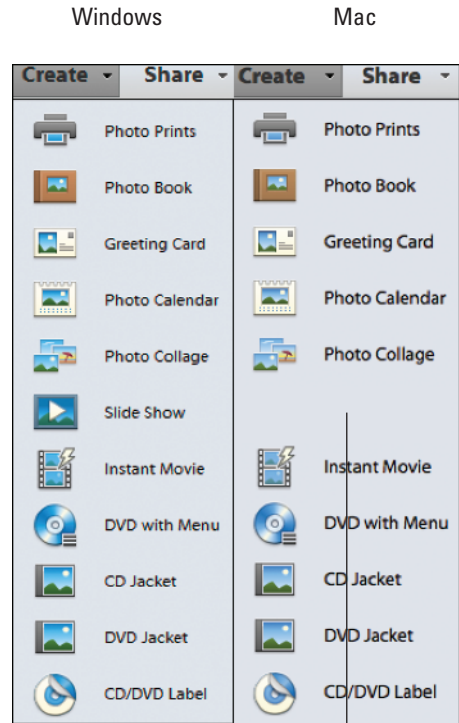 Windows Mac
Create Share Create Share
Photo Prints Photo Prints
Photo Book Photo Book
Greeting Card Greeting Card
Photo Calendar Photo Calendar
Photo Collage Photo Collage
Slide Show
Instant Movie Instant Movie
DVD with Menu DVD with Menu
CD Jacket CD Jacket
DVD Jacket DVD Jacket
CD/DVD Label CD/DVD Label